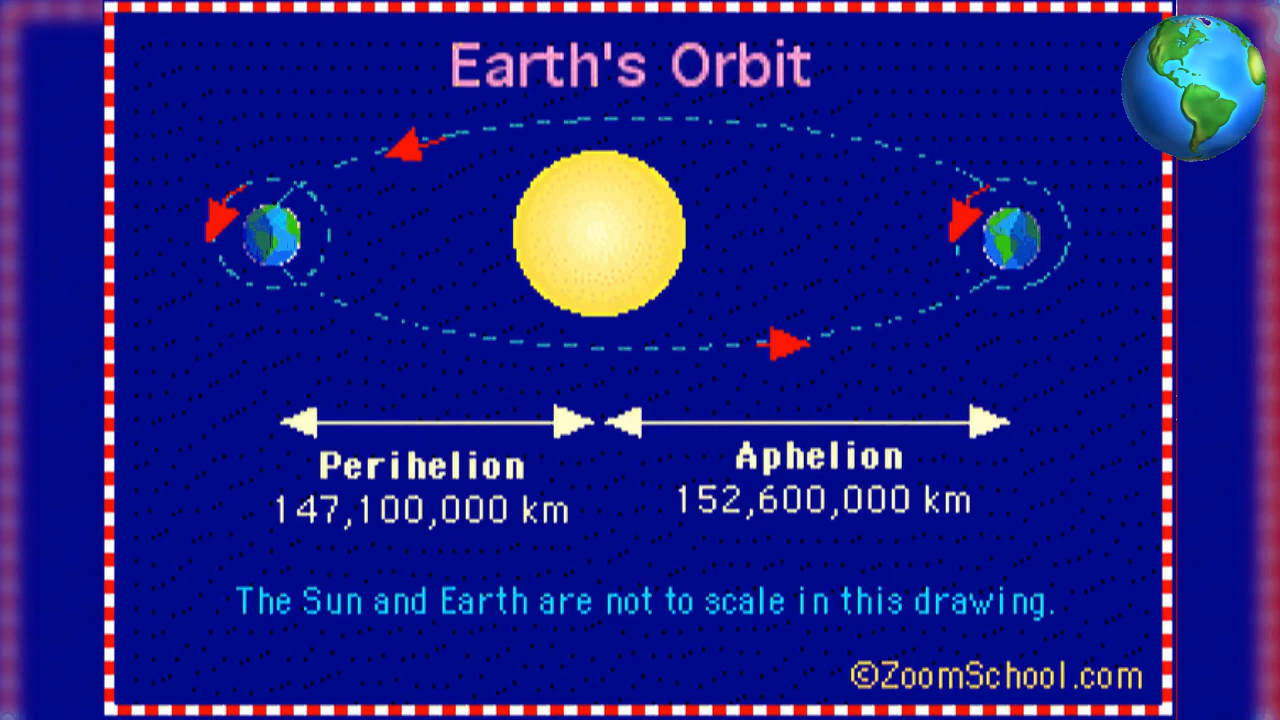 Earth's Orbit
Perihelion
147,100,000 km
Aphelion
152,600,000 km
The Sun and Earth are not to scale in this drawing.
©ZoomSchool.com